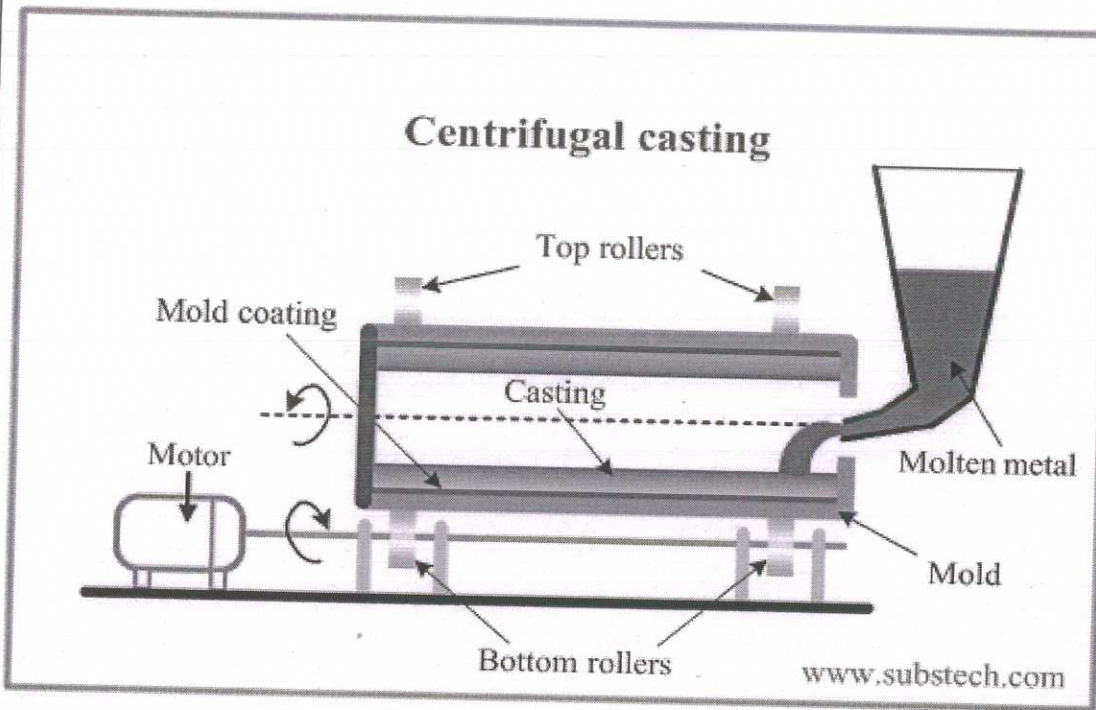 Centrifugal casting
Top rollers
Mold coating
Casting
Motor
Molten metal
Mold
Bottom rollers
www.substech.com